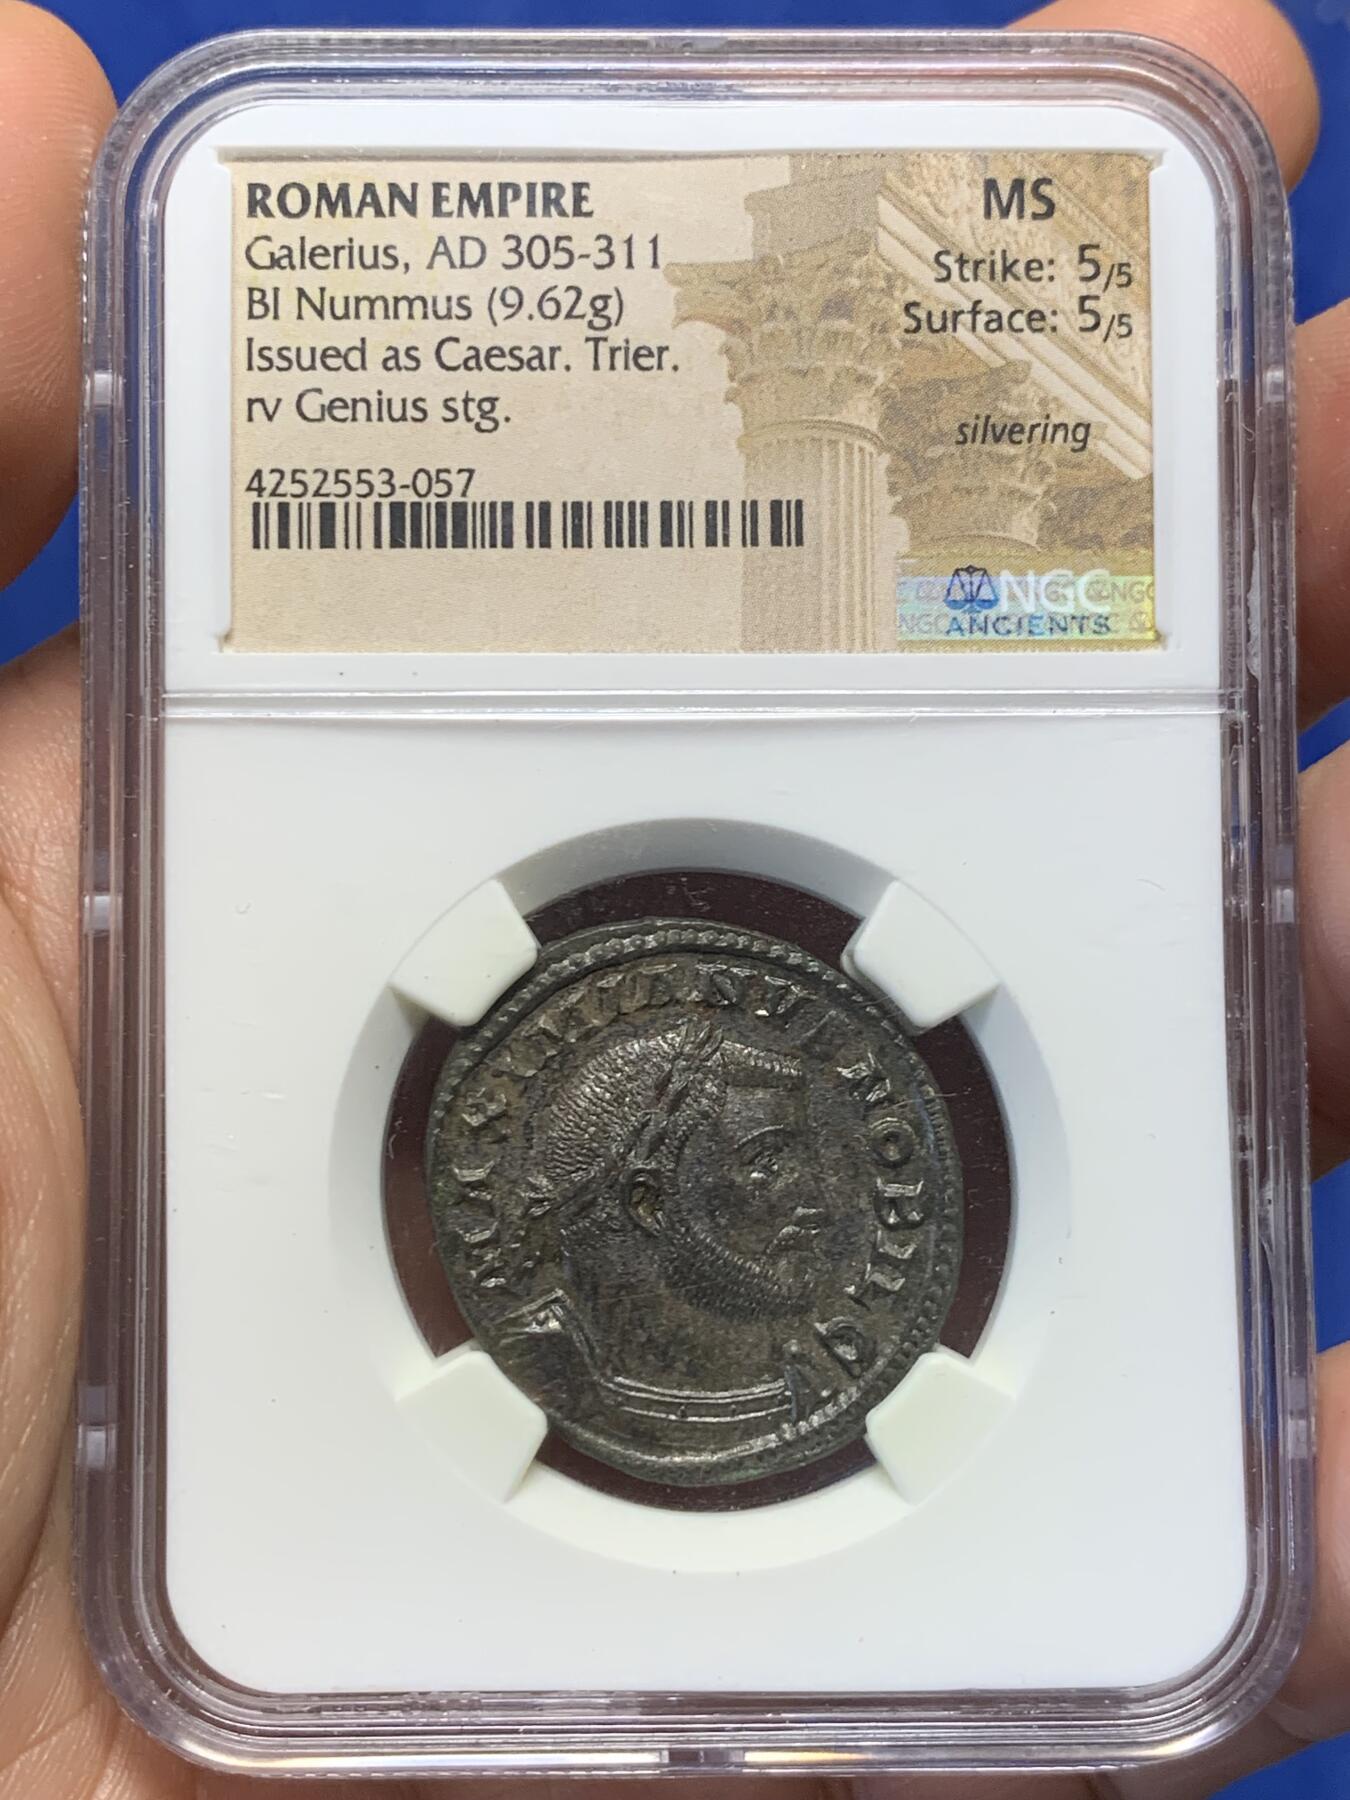 ROMAN EMPIRE
Galerius, AD 305-311
BI Nummus (9.62g)
Issued as Caesar. Trier.
rv Genius stg.
4252553-057
MS
Strike: 5/5
Surface: 5/5
silvering
NGC
ANCIENTS
NOBIL C